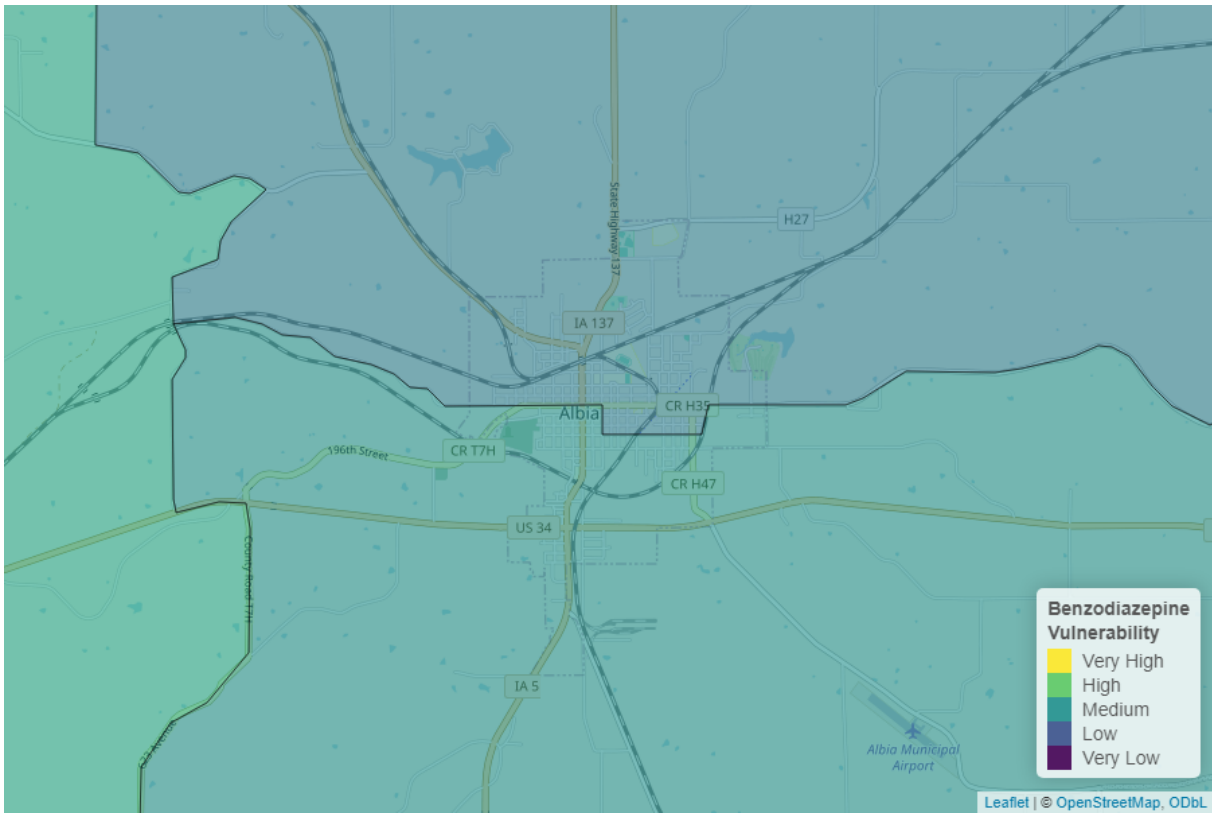 State Highway 137
H27
IA 137
CR H35
Albia
CR T7H
196th Street
CR H47
US 34
County Road T7H
IA 5
Albia Municipal
Airport
Benzodiazepine
Vulnerability
Very High
High
Medium
Low
Very Low
Leaflet | © OpenStreetMap, ODbL